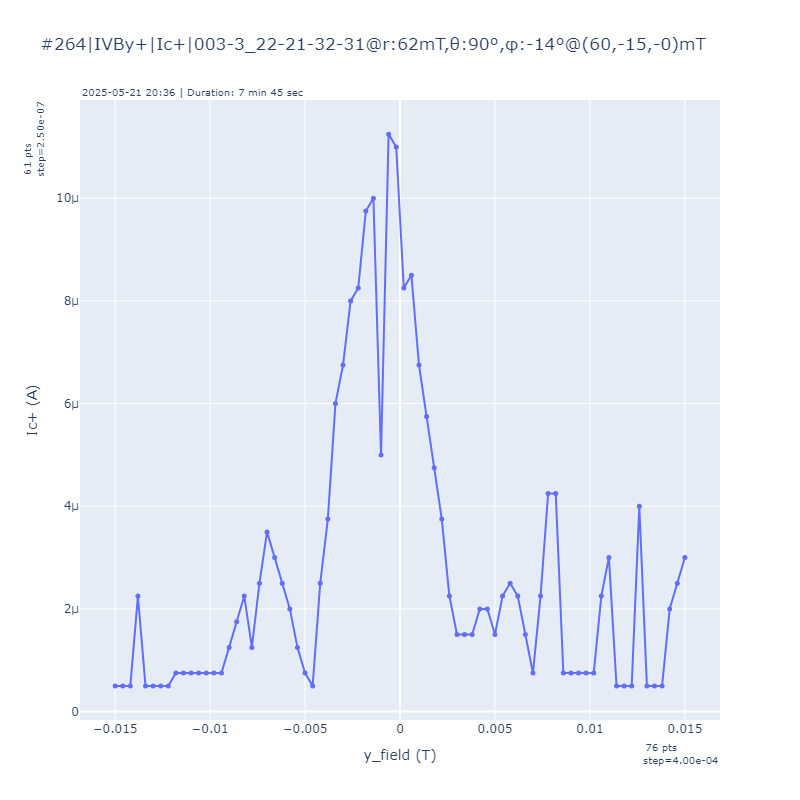 #264|IVBy+|Ic+|003-3_22-21-32-31@r:62mT,θ:90°,φ:-14°@(60,-15,-0)mT
2025-05-21 20:36 | Duration: 7 min 45 sec
61 pts
step=2.50e-07
10μ
8μ
6μ
4μ
2μ
0
Ic+ (A)
−0.015
−0.01
−0.005
0
0.005
0.01
0.015
y_field (T)
76 pts
step=4.00e-04